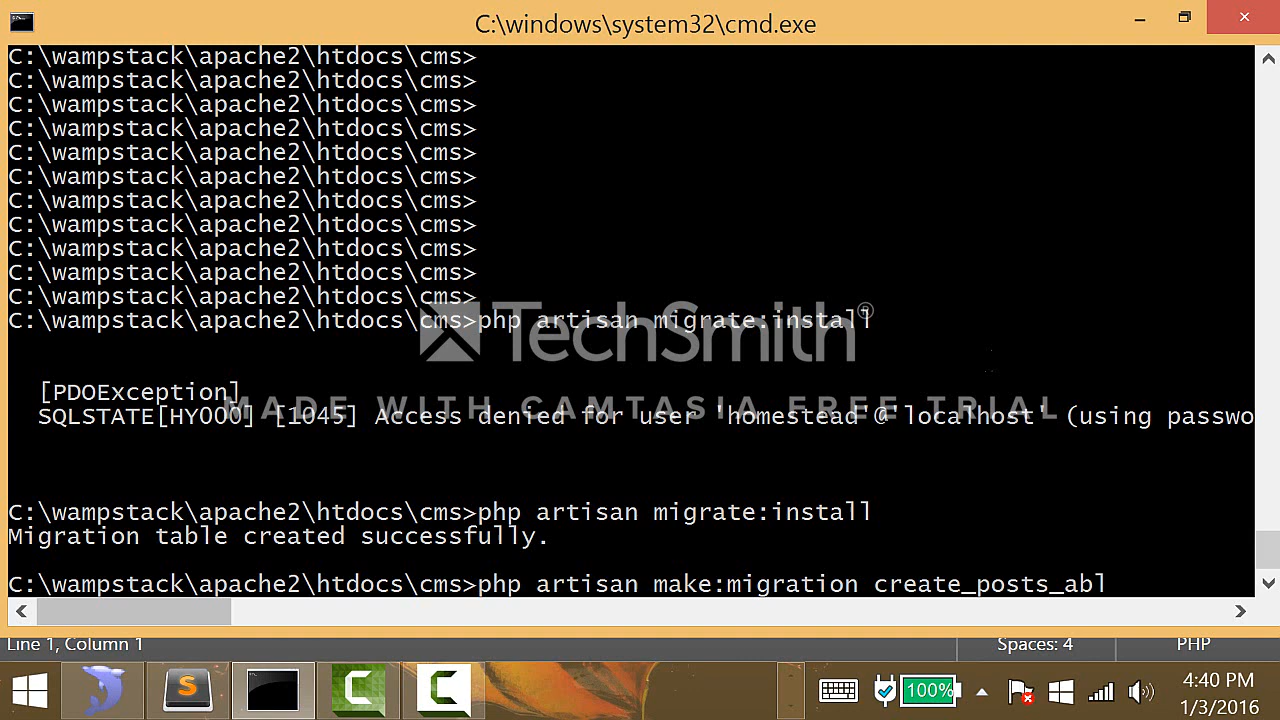 C:\windows\system32\cmd.exe
C:\wampstack\apache2\htdocs\cms>
C:\wampstack\apache2\htdocs\cms>
C:\wampstack\apache2\htdocs\cms>
C:\wampstack\apache2\htdocs\cms>
C:\wampstack\apache2\htdocs\cms>
C:\wampstack\apache2\htdocs\cms>
C:\wampstack\apache2\htdocs\cms>
C:\wampstack\apache2\htdocs\cms>
C:\wampstack\apache2\htdocs\cms>
C:\wampstack\apache2\htdocs\cms>
C:\wampstack\apache2\htdocs\cms>
C:\wampstack\apache2\htdocs\cms>php artisan migrate:install
TechSmith®
[PDOException]
MADE WITH CAMTASIA FREE TRIAL
SQLSTATE[HY000] [1045] Access denied for user 'homestead'@'localhost' (using passwo
C:\wampstack\apache2\htdocs\cms>php artisan migrate:install
Migration table created successfully.
C:\wampstack\apache2\htdocs\cms>php artisan make:migration create_posts_abl
Line 1, Column 1
Spaces: 4
PHP
100%
4:40 PM
1/3/2016